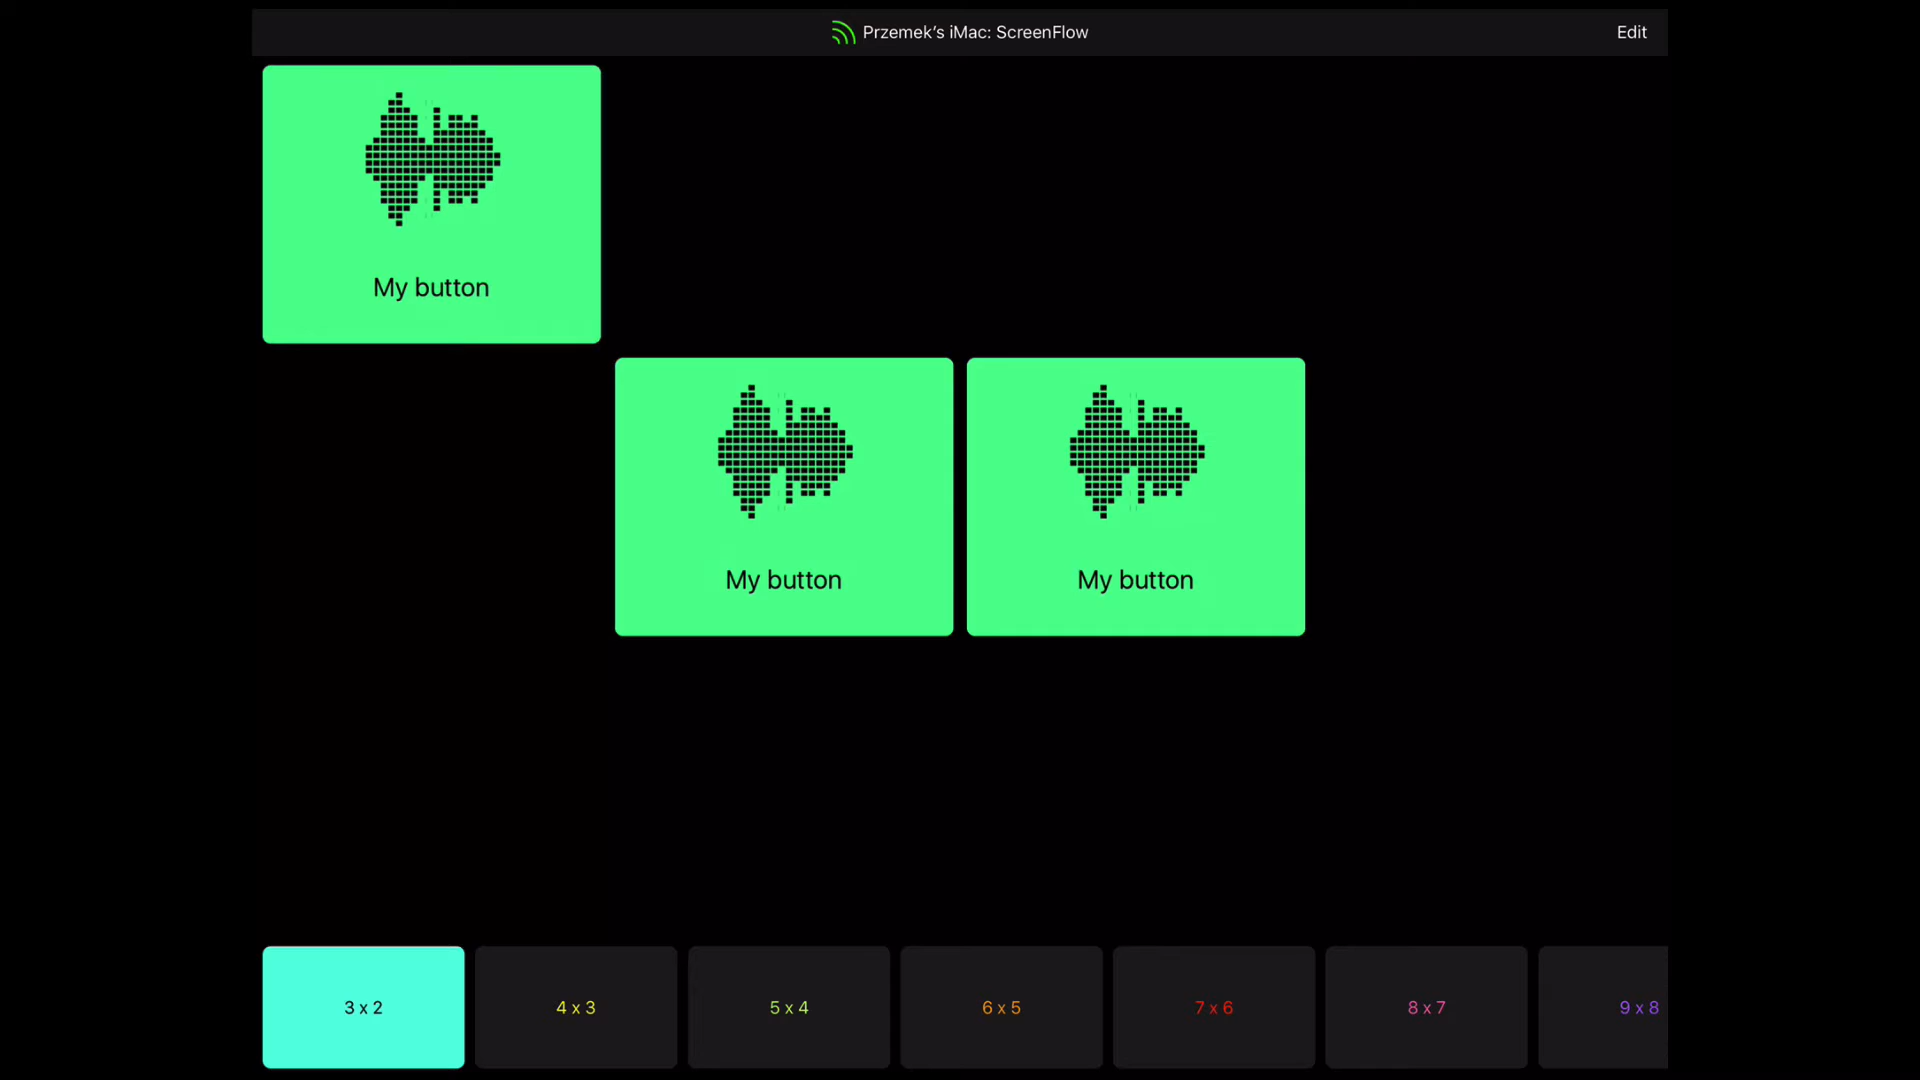 Przemek’s iMac: ScreenFlow
Edit
My button
My button
My button
3 x 2
4 x 3
5 x 4
6 x 5
7 x 6
8 x 7
9 x 8